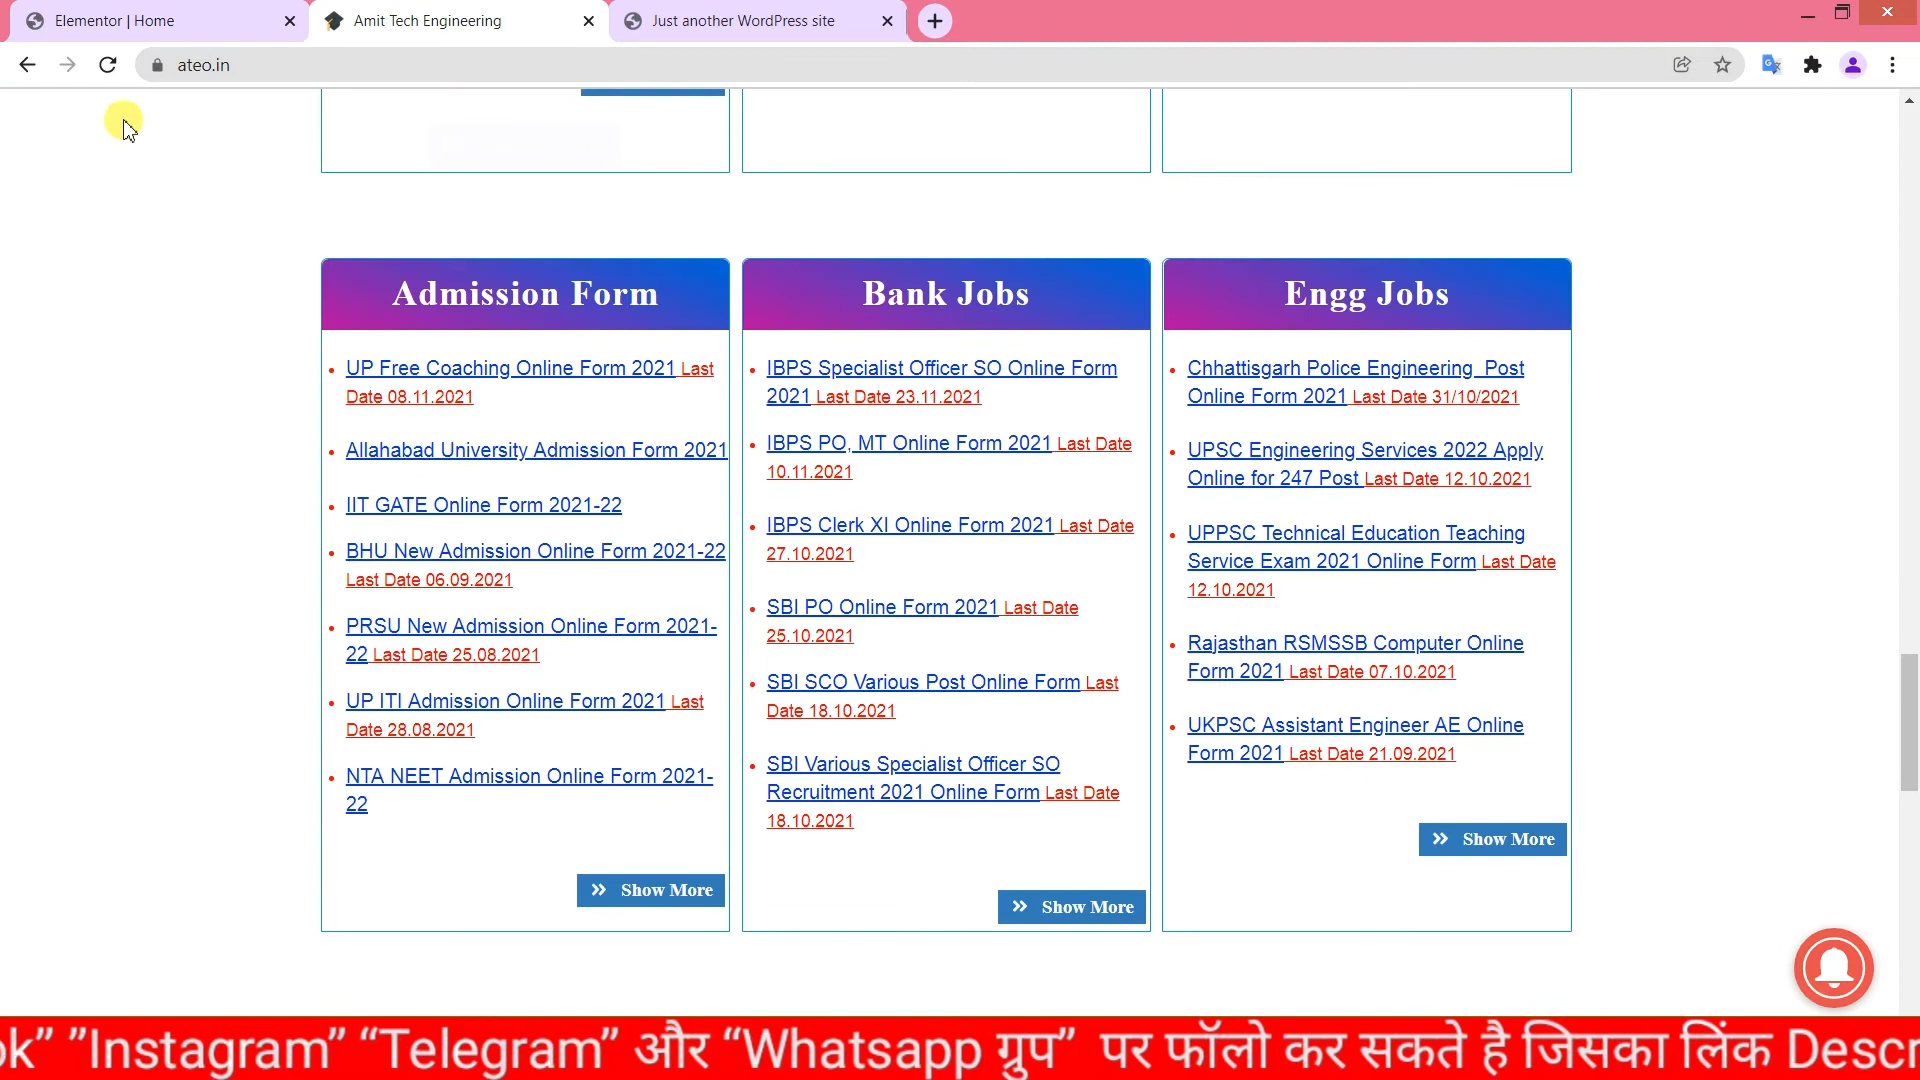 Elementor | Home
Amit Tech Engineering
Just another WordPress site
ateo.in
Admission Form
UP Free Coaching Online Form 2021 Last
Date 08.11.2021
Allahabad University Admission Form 2021
IIT GATE Online Form 2021-22
BHU New Admission Online Form 2021-22
Last Date 06.09.2021
PRSU New Admission Online Form 2021-
22 Last Date 25.08.2021
UP ITI Admission Online Form 2021 Last
Date 28.08.2021
NTA NEET Admission Online Form 2021-
22
Show More
Bank Jobs
IBPS Specialist Officer SO Online Form
2021 Last Date 23.11.2021
IBPS PO, MT Online Form 2021 Last Date
10.11.2021
IBPS Clerk XI Online Form 2021 Last Date
27.10.2021
SBI PO Online Form 2021 Last Date
25.10.2021
SBI SCO Various Post Online Form Last
Date 18.10.2021
SBI Various Specialist Officer SO
Recruitment 2021 Online Form Last Date
18.10.2021
Show More
Engg Jobs
Chhattisgarh Police Engineering  Post
Online Form 2021 Last Date 31/10/2021
UPSC Engineering Services 2022 Apply
Online for 247 Post Last Date 12.10.2021
UPPSC Technical Education Teaching
Service Exam 2021 Online Form Last Date
12.10.2021
Rajasthan RSMSSB Computer Online
Form 2021 Last Date 07.10.2021
UKPSC Assistant Engineer AE Online
Form 2021 Last Date 21.09.2021
Show More
ok” ”Instagram” “Telegram” और “Whatsapp ग्रुप” पर फॉलो कर सकते है जिसका लिंक Descr